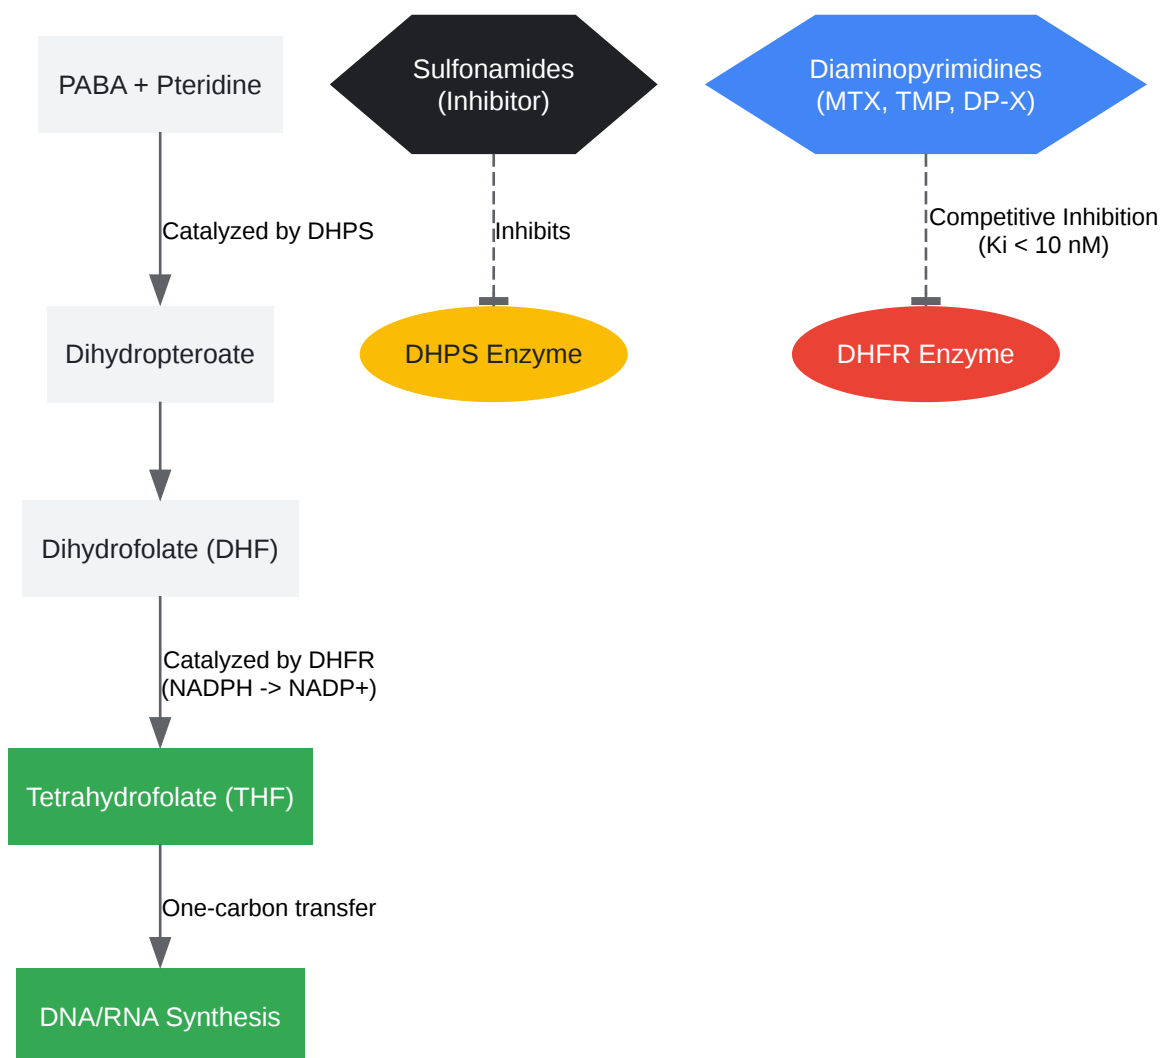 PABA + Pteridine
Sulfonamides
(Inhibitor)
Diaminopyrimidines
(MTX, TMP, DP-X)
Catalyzed by DHPS
Inhibits
Competitive Inhibition
(Ki < 10 nM)
Dihydropteroate
DHPS Enzyme
DHFR Enzyme
Dihydrofolate (DHF)
Catalyzed by DHFR
(NADPH -> NADP+)
Tetrahydrofolate (THF)
One-carbon transfer
DNA/RNA Synthesis